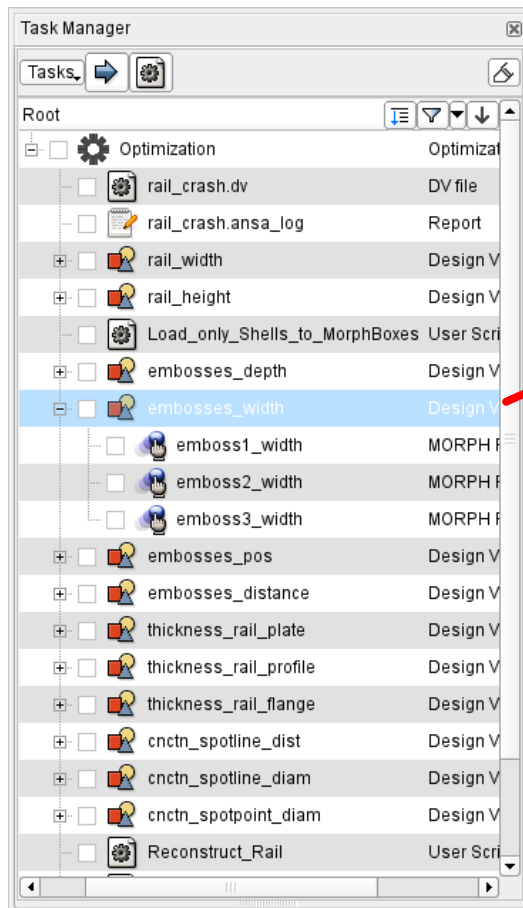 Task Manager
Tasks
Root
Optimization Optimizat
rail_crash.dv DV file
rail_crash.ansa_log Report
rail_width Design V
rail_height Design V
Load_only_Shells_to_MorphBoxes User Scri
embosses_depth Design V
embosses_width Design V
emboss1_width MORPH F
emboss2_width MORPH F
emboss3_width MORPH F
embosses_pos Design V
embosses_distance Design V
thickness_rail_plate Design V
thickness_rail_profile Design V
thickness_rail_flange Design V
cnctn_spotline_dist Design V
cnctn_spotline_diam Design V
cnctn_spotpoint_diam Design V
Reconstruct_Rail User Scri